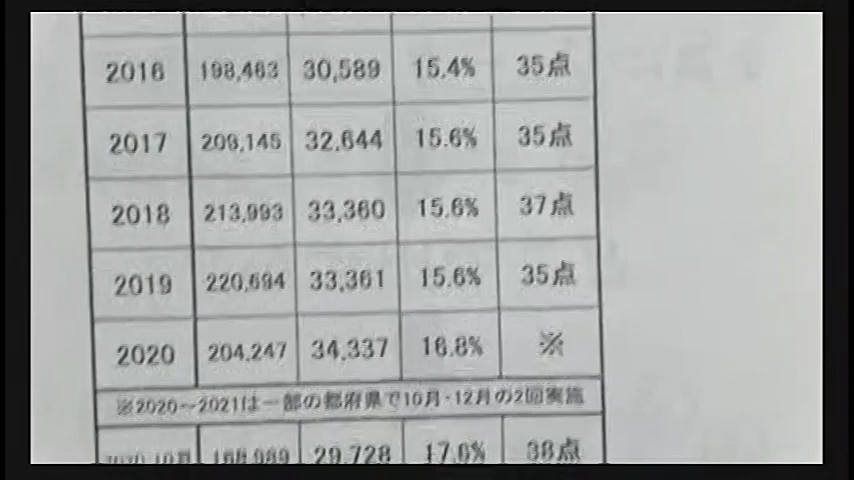 2016 198,463 30,589 15.4% 35点
2017 209,145 32,644 15.6% 35点
2018 213,993 33,360 15.6% 37点
2019 220,694 33,361 15.6% 35点
2020 204,247 34,337 16.8% ※
※2020～2021は一部の都府県で10月・12月の2回実施
168,989 29,728 17.6% 38点